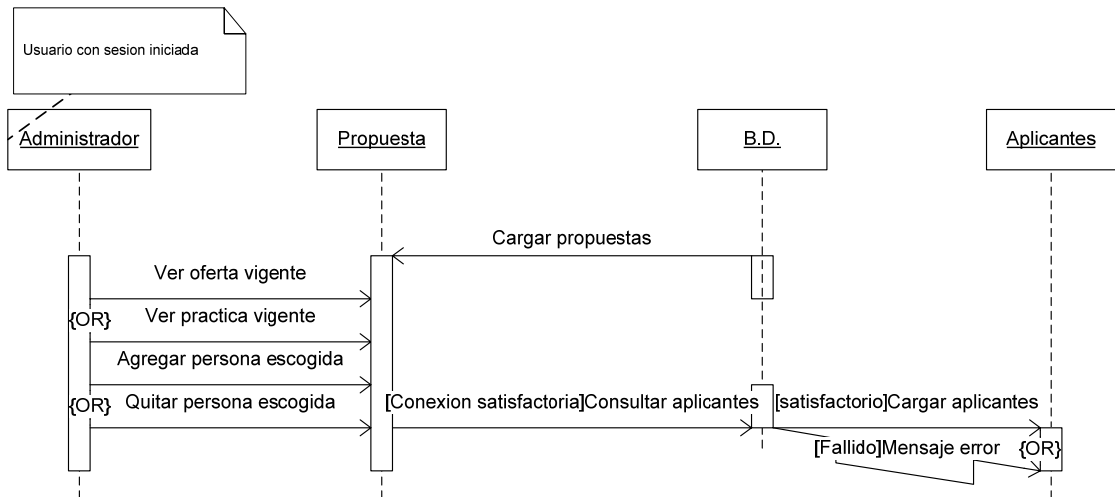 Usuario con sesion iniciada
Administrador
Propuesta
B.D.
Aplicantes
Cargar propuestas
Ver oferta vigente
{OR}
Ver practica vigente
Agregar persona escogida
{OR}
Quitar persona escogida
[Conexion satisfactoria]Consultar aplicantes
[satisfactorio]Cargar aplicantes
[Fallido]Mensaje error
{OR}